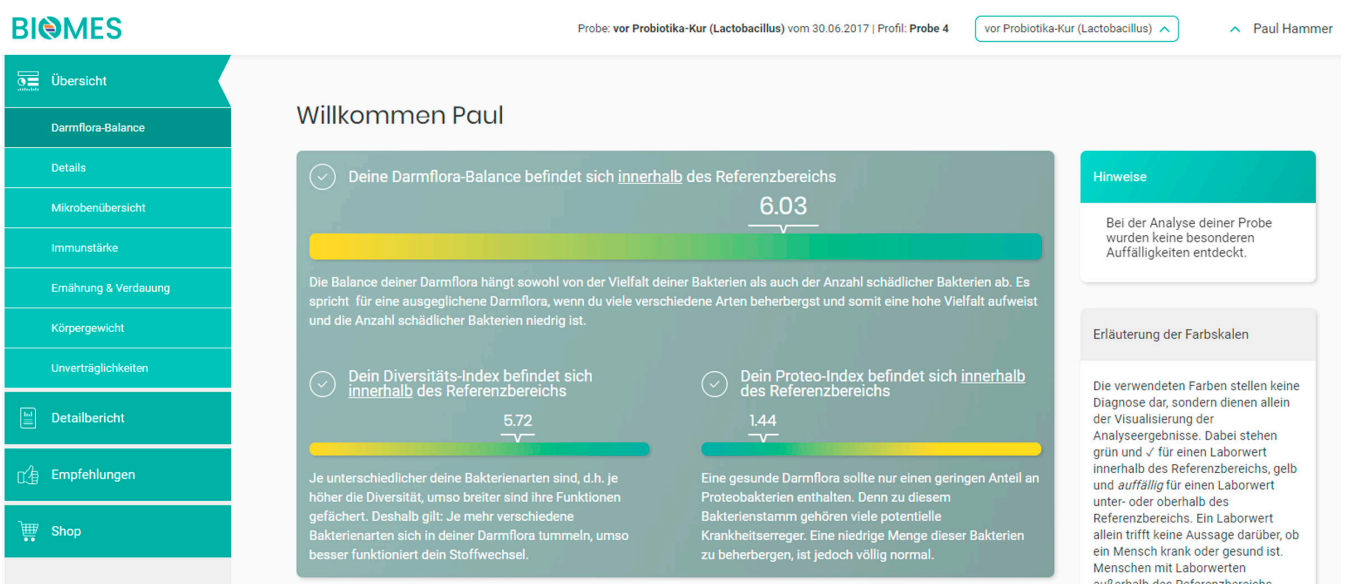 BIOMES
Probe: vor Probiotika-Kur (Lactobacillus) vom 30.06.2017 | Profil: Probe 4
vor Probiotika-Kur (Lactobacillus)
Paul Hammer
Übersicht
Darmflora-Balance
Details
Mikrobenübersicht
Immunstärke
Ernährung & Verdauung
Körpergewicht
Unverträglichkeiten
Detailbericht
Empfehlungen
Shop
Willkommen Paul
Deine Darmflora-Balance befindet sich innerhalb des Referenzbereichs
6.03
Die Balance deiner Darmflora hängt sowohl von der Vielfalt deiner Bakterien als auch der Anzahl schädlicher Bakterien ab. Es
spricht für eine ausgeglichene Darmflora, wenn du viele verschiedene Arten beherbergst und somit eine hohe Vielfalt aufweist
und die Anzahl schädlicher Bakterien niedrig ist.
Dein Diversitäts-Index befindet sich
innerhalb des Referenzbereichs
5.72
Je unterschiedlicher deine Bakterienarten sind, d.h. je
höher die Diversität, umso breiter sind ihre Funktionen
gefächert. Deshalb gilt: Je mehr verschiedene
Bakterienarten sich in deiner Darmflora tummeln, umso
besser funktioniert dein Stoffwechsel.
Dein Proteo-Index befindet sich innerhalb
des Referenzbereichs
1.44
Eine gesunde Darmflora sollte nur einen geringen Anteil an
Proteobakterien enthalten. Denn zu diesem
Bakterienstamm gehören viele potentielle
Krankheitserreger. Eine niedrige Menge dieser Bakterien
zu beherbergen, ist jedoch völlig normal.
Hinweise
Bei der Analyse deiner Probe
wurden keine besonderen
Auffälligkeiten entdeckt.
Erläuterung der Farbskalen
Die verwendeten Farben stellen keine
Diagnose dar, sondern dienen allein
der Visualisierung der
Analyseergebnisse. Dabei stehen
grün und ✓ für einen Laborwert
innerhalb des Referenzbereichs, gelb
und auffällig für einen Laborwert
unter- oder oberhalb des
Referenzbereichs. Ein Laborwert
allein trifft keine Aussage darüber, ob
ein Mensch krank oder gesund ist.
Menschen mit Laborwerten
außerhalb des Referenzbereichs